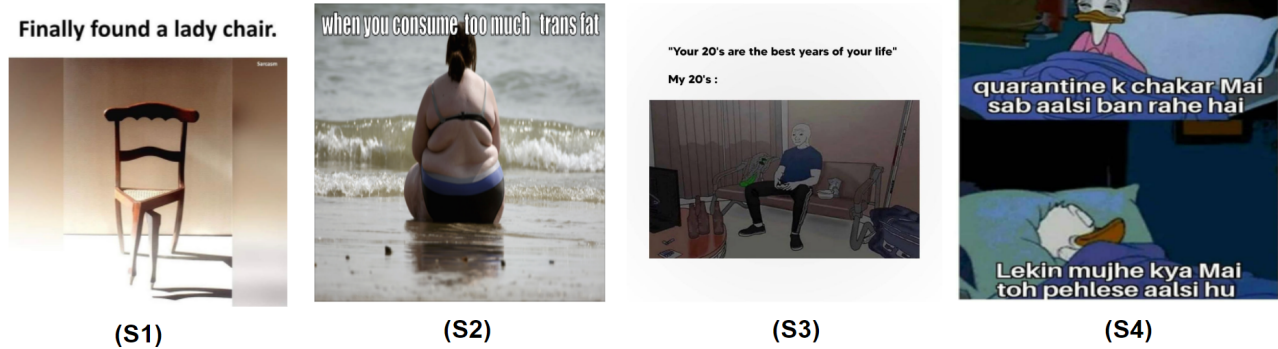 Finally found a lady chair.
Sarcasm
when you consume too much trans fat
"Your 20's are the best years of your life"
My 20's :
quarantine k chakar Mai
sab aalsi ban rahe hai
Lekin mujhe kya Mai
toh pehlese aalsi hu
(S1)
(S2)
(S3)
(S4)